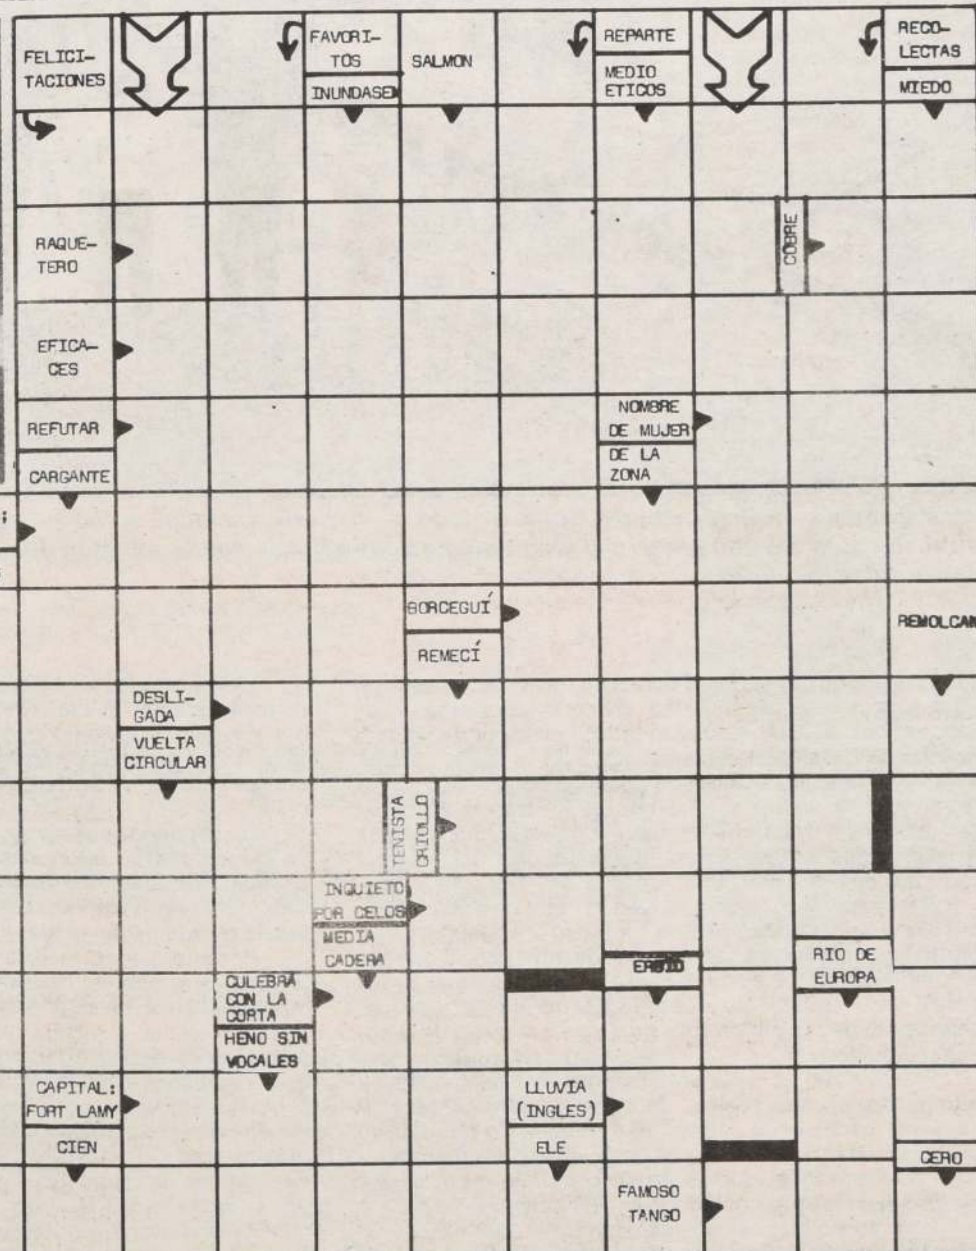 FELICI-
TACIONES
FAVORI-
TOS
INUNDASEN
SALMON
REPARTE
MEDIO
ETICOS
RECO-
LECTAS
MIEDO
RAQUE-
TERO
COBRE
EFICA-
CES
REFUTAR
CARGANTE
NOMBRE
DE MUJER
DE LA
ZONA
;
BORCEGUÍ
REMECÍ
REMOLCAN
DESLI-
GADA
VUELTA
CIRCULAR
TENISTA
CRIOLLO
INQUIETO
POR CELOS
MEDIA
CADERA
ERBIO
RIO DE
EUROPA
CULEBRA
CON LA
CORTA
HENO SIN
VOCALES
CAPITAL:
FORT LAMY
CIEN
LLUVIA
(INGLES)
ELE
CERO
FAMOSO
TANGO